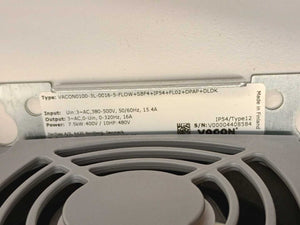 Type: VACON0100-3L-0016-5-FLOW+SBF4+IP54+FL02+DPAP+DLDK
Input: Uin:3~AC,380-500V, 50/60Hz, 15.4A
Output: 3~AC,0-Uin, 0-320Hz, 16A
Power: 7.5kW 400V / 10HP 480V
IP54/Type12
S/N:V00004408584
VACON
Made in Finland